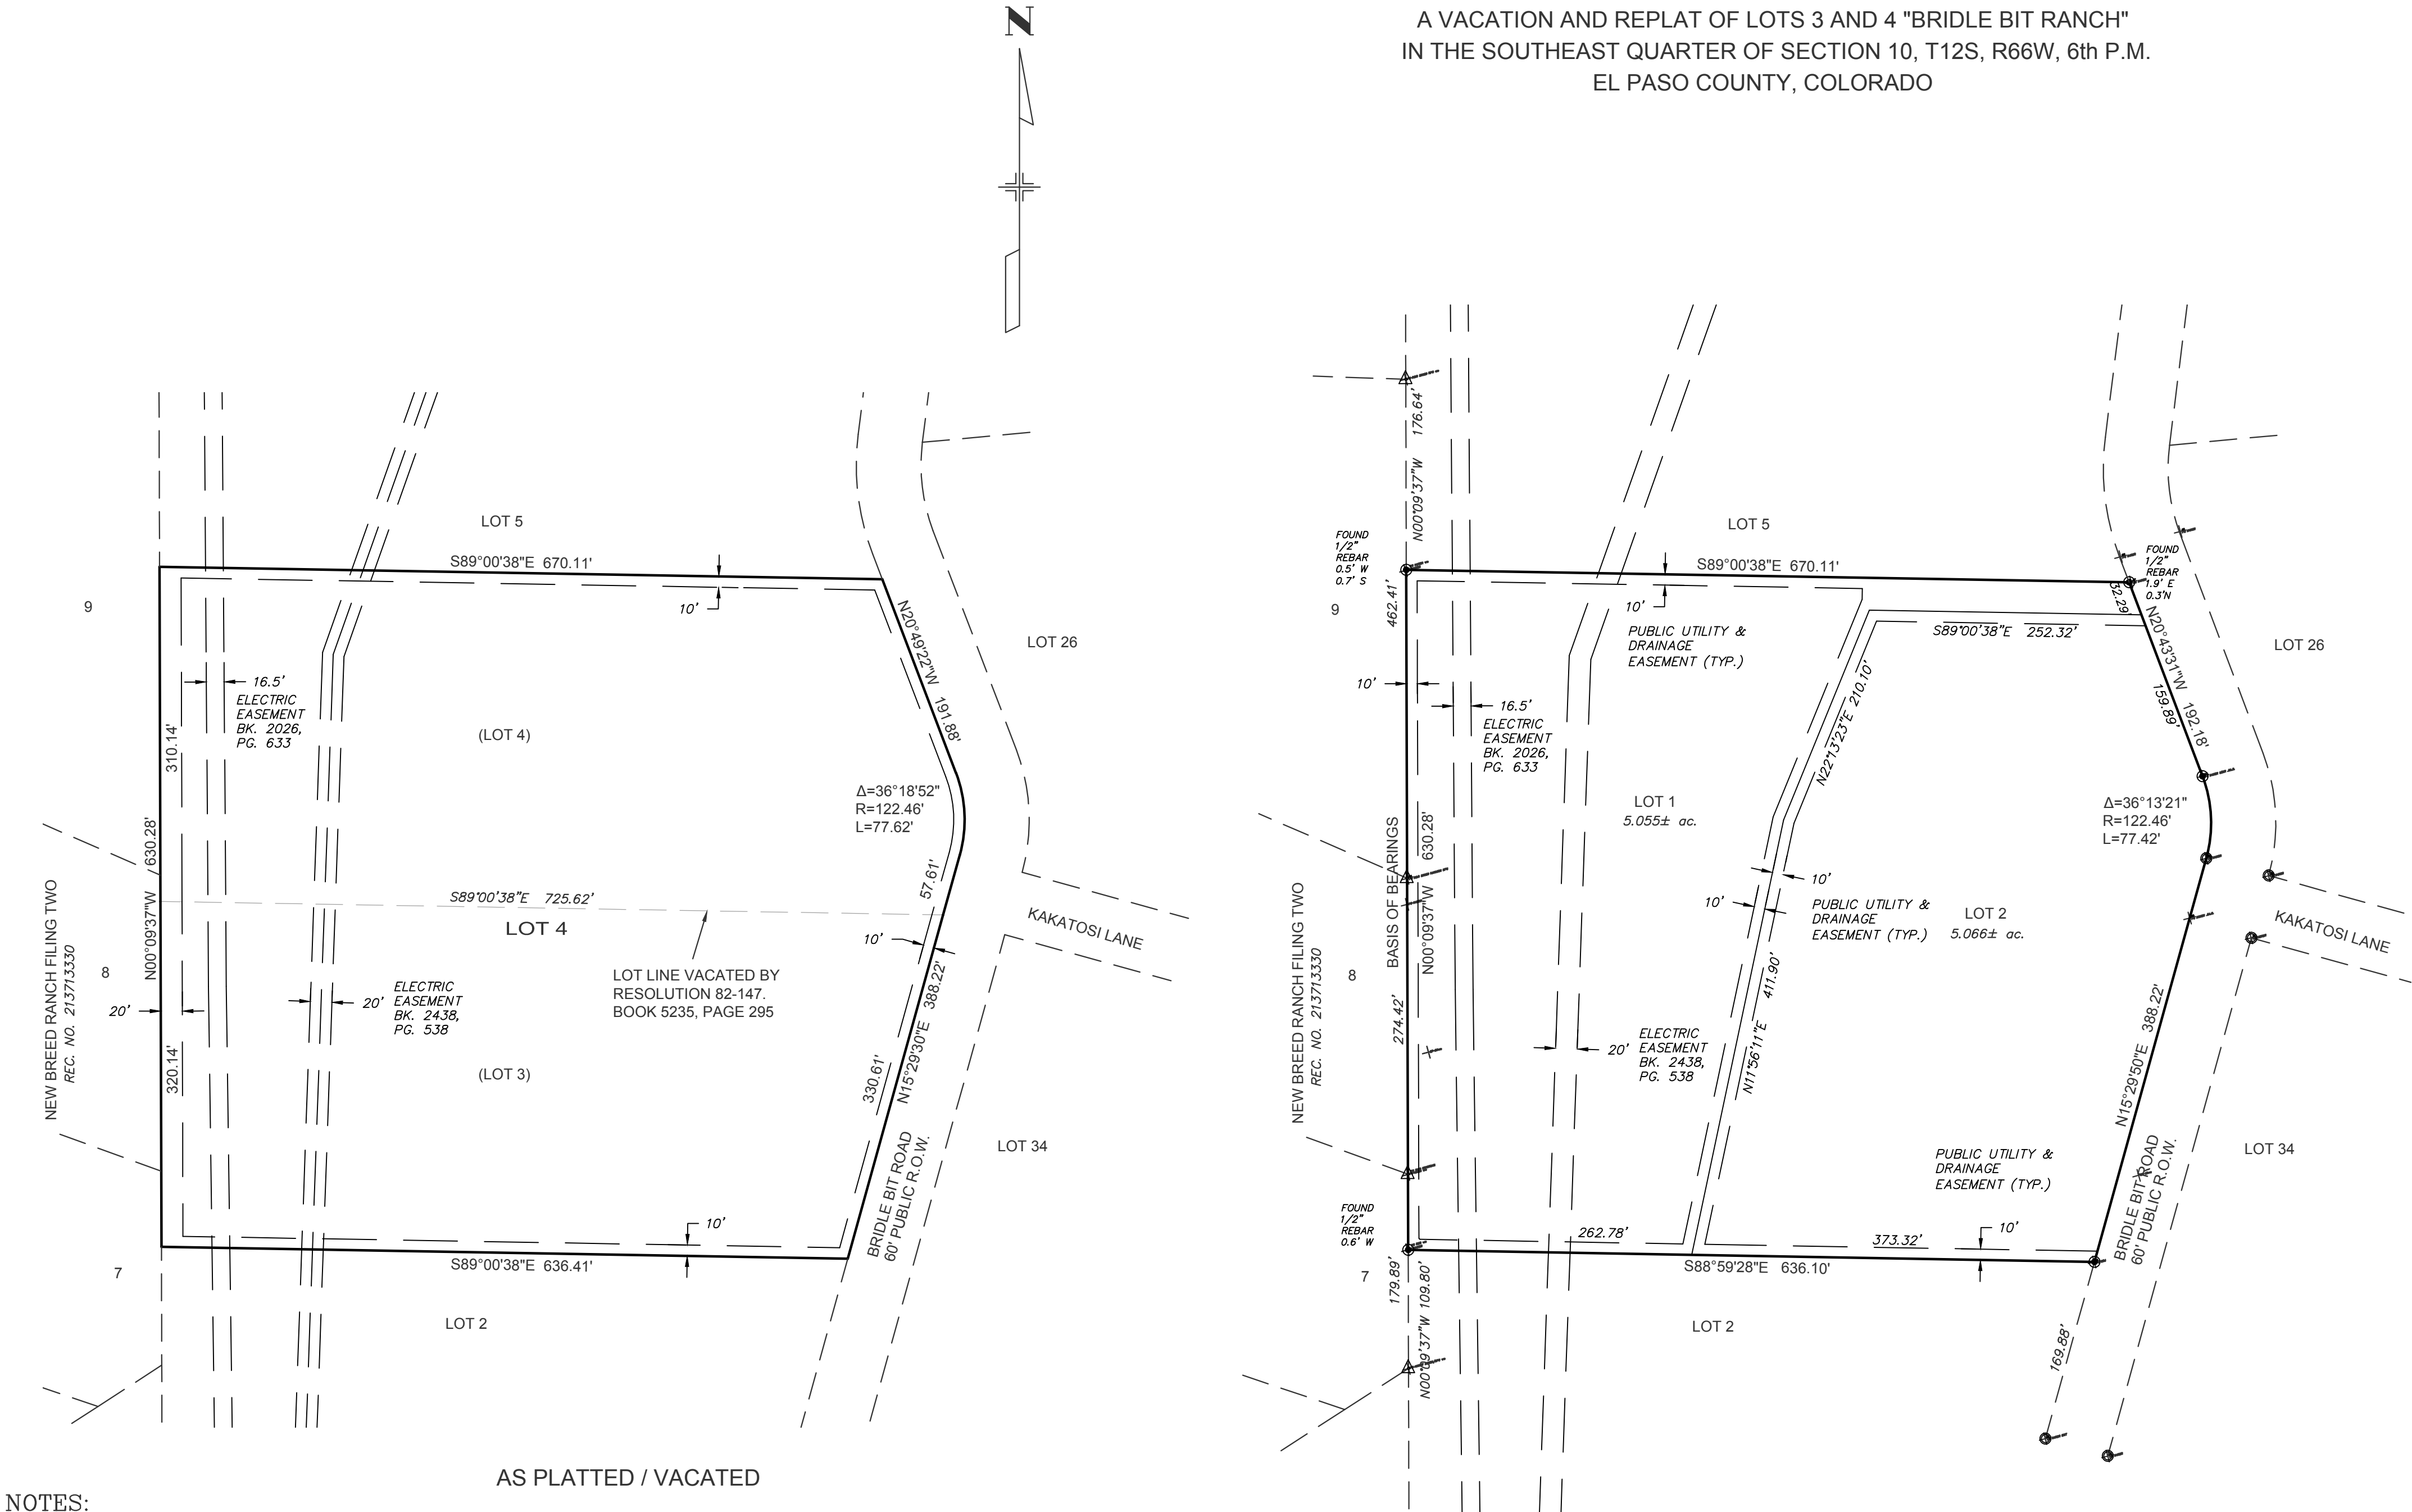 N
A VACATION AND REPLAT OF LOTS 3 AND 4 "BRIDLE BIT RANCH"
IN THE SOUTHEAST QUARTER OF SECTION 10, T12S, R66W, 6th P.M.
EL PASO COUNTY, COLORADO
LOT 5
S89°00'38"E 670.11'
10'
9
N20°49'22"W 191.88'
LOT 26
16.5'
ELECTRIC
EASEMENT
BK. 2026,
PG. 633
310.14'
(LOT 4)
Δ=36°18'52"
R=122.46'
L=77.62'
N00°09'37"W 630.28'
57.61'
S89°00'38"E 725.62'
LOT 4
KAKATOSI LANE
10'
NEW BREED RANCH FILING TWO
REC. NO. 213713330
8
20'
20'
ELECTRIC
EASEMENT
BK. 2438,
PG. 538
LOT LINE VACATED BY
RESOLUTION 82-147.
BOOK 5235, PAGE 295
N15°29'30"E 388.22'
320.14'
(LOT 3)
330.61'
LOT 34
BRIDLE BIT ROAD
60' PUBLIC R.O.W.
10'
S89°00'38"E 636.41'
7
LOT 2
AS PLATTED / VACATED
NOTES:
N00°09'37"W 176.64'
FOUND
1/2"
REBAR
0.5' W
0.7' S
LOT 5
S89°00'38"E 670.11'
FOUND
1/2"
REBAR
1.9' E
0.3'N
32.29'
9
462.41'
10'
PUBLIC UTILITY &
DRAINAGE
EASEMENT (TYP.)
S89°00'38"E 252.32'
N20°43'31"W 192.18'
159.89'
LOT 26
10'
16.5'
ELECTRIC
EASEMENT
BK. 2026,
PG. 633
N22°13'23"E 210.10'
LOT 1
5.055± ac.
Δ=36°13'21"
R=122.46'
L=77.42'
BASIS OF BEARINGS
N00°09'37"W 630.28'
10'
10'
PUBLIC UTILITY &
DRAINAGE
EASEMENT (TYP.)
LOT 2
5.066± ac.
KAKATOSI LANE
NEW BREED RANCH FILING TWO
REC. NO. 213713330
8
274.42'
N11°56'11"E 411.90'
20'
ELECTRIC
EASEMENT
BK. 2438,
PG. 538
N15°29'50"E 388.22'
LOT 34
PUBLIC UTILITY &
DRAINAGE
EASEMENT (TYP.)
BRIDLE BIT ROAD
60' PUBLIC R.O.W.
FOUND
1/2"
REBAR
0.6' W
262.78'
373.32'
10'
S88°59'28"E 636.10'
7
179.89'
N00°09'37"W 109.80'
LOT 2
169.88'